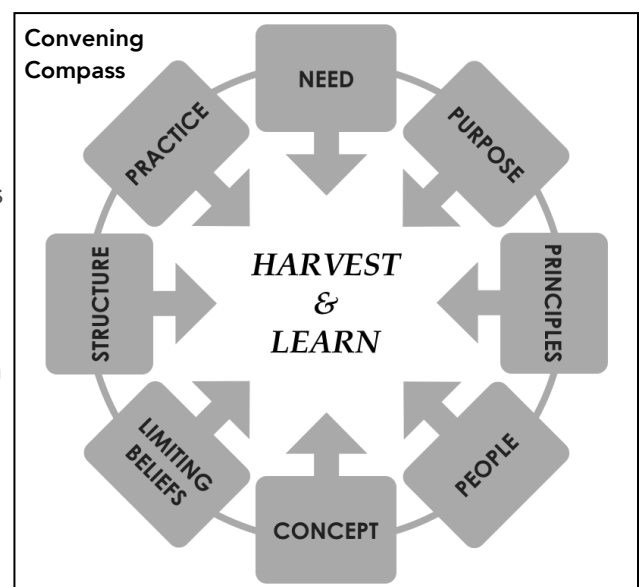 Convening
Compass
NEED
PURPOSE
PRINCIPLES
PEOPLE
CONCEPT
LIMITING
BELIEFS
STRUCTURE
PRACTICE
HARVEST
&
LEARN